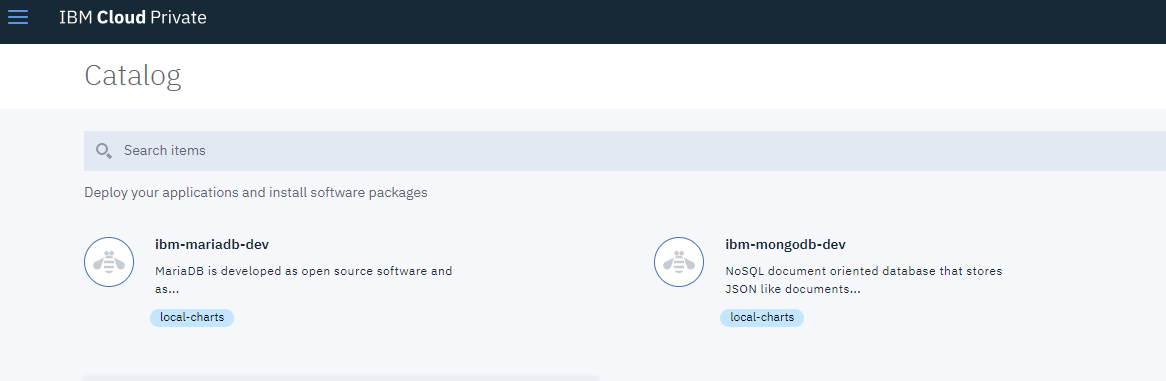 IBM Cloud Private
Catalog
Search items
Deploy your applications and install software packages
ibm-mariadb-dev
MariaDB is developed as open source software and
as...
local-charts
ibm-mongodb-dev
NoSQL document oriented database that stores
JSON like documents...
local-charts